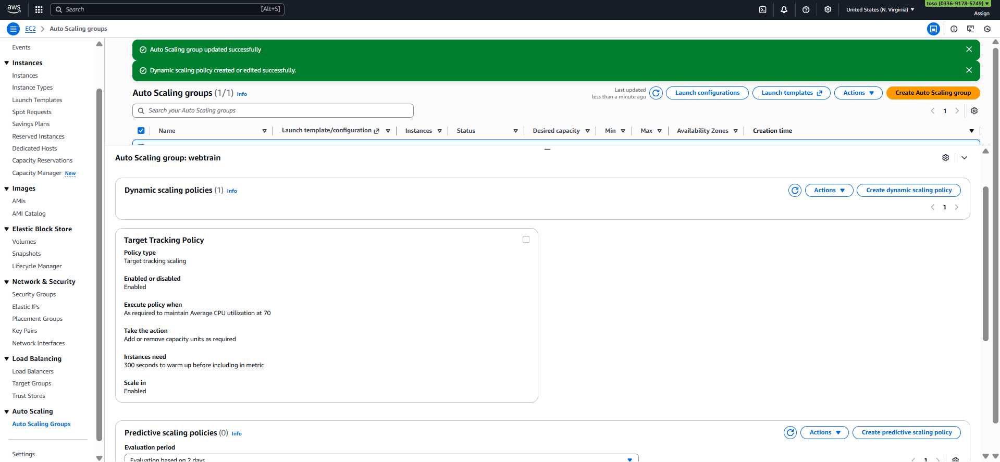 aws
Search [Alt+S]
United States (N. Virginia)
toso (0336-9178-5749)
Assign
EC2 > Auto Scaling groups
Events
Instances
Instances
Instance Types
Launch Templates
Spot Requests
Savings Plans
Reserved Instances
Dedicated Hosts
Capacity Reservations
Capacity Manager New
Images
AMIs
AMI Catalog
Elastic Block Store
Volumes
Snapshots
Lifecycle Manager
Network & Security
Security Groups
Elastic IPs
Placement Groups
Key Pairs
Network Interfaces
Load Balancing
Load Balancers
Target Groups
Trust Stores
Auto Scaling
Auto Scaling Groups
Settings
Auto Scaling group updated successfully
Dynamic scaling policy created or edited successfully.
Auto Scaling groups (1/1) Info
Last updated
less than a minute ago
Launch configurations
Launch templates
Actions
Create Auto Scaling group
Search your Auto Scaling groups
1
Name Launch template/configuration Instances Status Desired capacity Min Max Availability Zones Creation time
Auto Scaling group: webtrain
Dynamic scaling policies (1) Info
Actions
Create dynamic scaling policy
1
Target Tracking Policy
Policy type
Target tracking scaling
Enabled or disabled
Enabled
Execute policy when
As required to maintain Average CPU utilization at 70
Take the action
Add or remove capacity units as required
Instances need
300 seconds to warm up before including in metric
Scale in
Enabled
Predictive scaling policies (0) Info
Actions
Create predictive scaling policy
Evaluation period
Evaluation based on 2 days
1